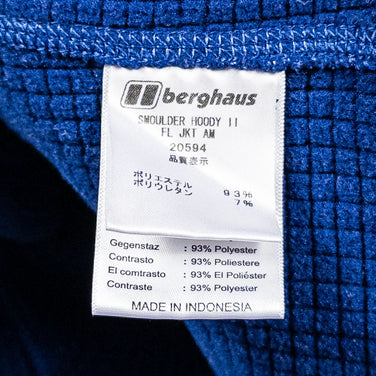 berghaus
SMOULDER HOODY II
FL JKT AM
20594
品質表示
ポリエステル 93%
ポリウレタン 7%
Gegenstaz : 93% Polyester
Contrasto : 93% Poliestere
El comtrasto : 93% El Poliéster
Contraste : 93% Polyester
MADE IN INDONESIA